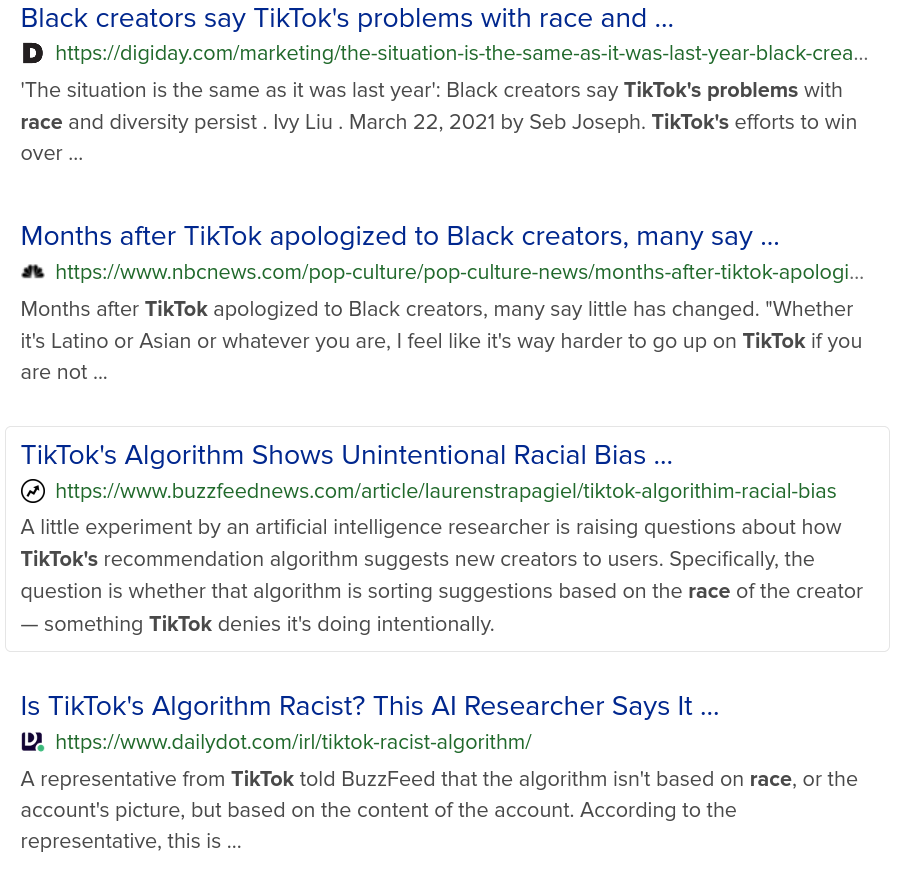 Black creators say TikTok's problems with race and ...
https://digiday.com/marketing/the-situation-is-the-same-as-it-was-last-year-black-crea...
'The situation is the same as it was last year': Black creators say TikTok's problems with
race and diversity persist . Ivy Liu . March 22, 2021 by Seb Joseph. TikTok's efforts to win
over ...
Months after TikTok apologized to Black creators, many say ...
https://www.nbcnews.com/pop-culture/pop-culture-news/months-after-tiktok-apologi...
Months after TikTok apologized to Black creators, many say little has changed. "Whether
it's Latino or Asian or whatever you are, I feel like it's way harder to go up on TikTok if you
are not ...
TikTok's Algorithm Shows Unintentional Racial Bias ...
https://www.buzzfeednews.com/article/laurenstrapagiel/tiktok-algorithim-racial-bias
A little experiment by an artificial intelligence researcher is raising questions about how
TikTok's recommendation algorithm suggests new creators to users. Specifically, the
question is whether that algorithm is sorting suggestions based on the race of the creator
— something TikTok denies it's doing intentionally.
Is TikTok's Algorithm Racist? This AI Researcher Says It ...
https://www.dailydot.com/irl/tiktok-racist-algorithm/
A representative from TikTok told BuzzFeed that the algorithm isn't based on race, or the
account's picture, but based on the content of the account. According to the
representative, this is ...